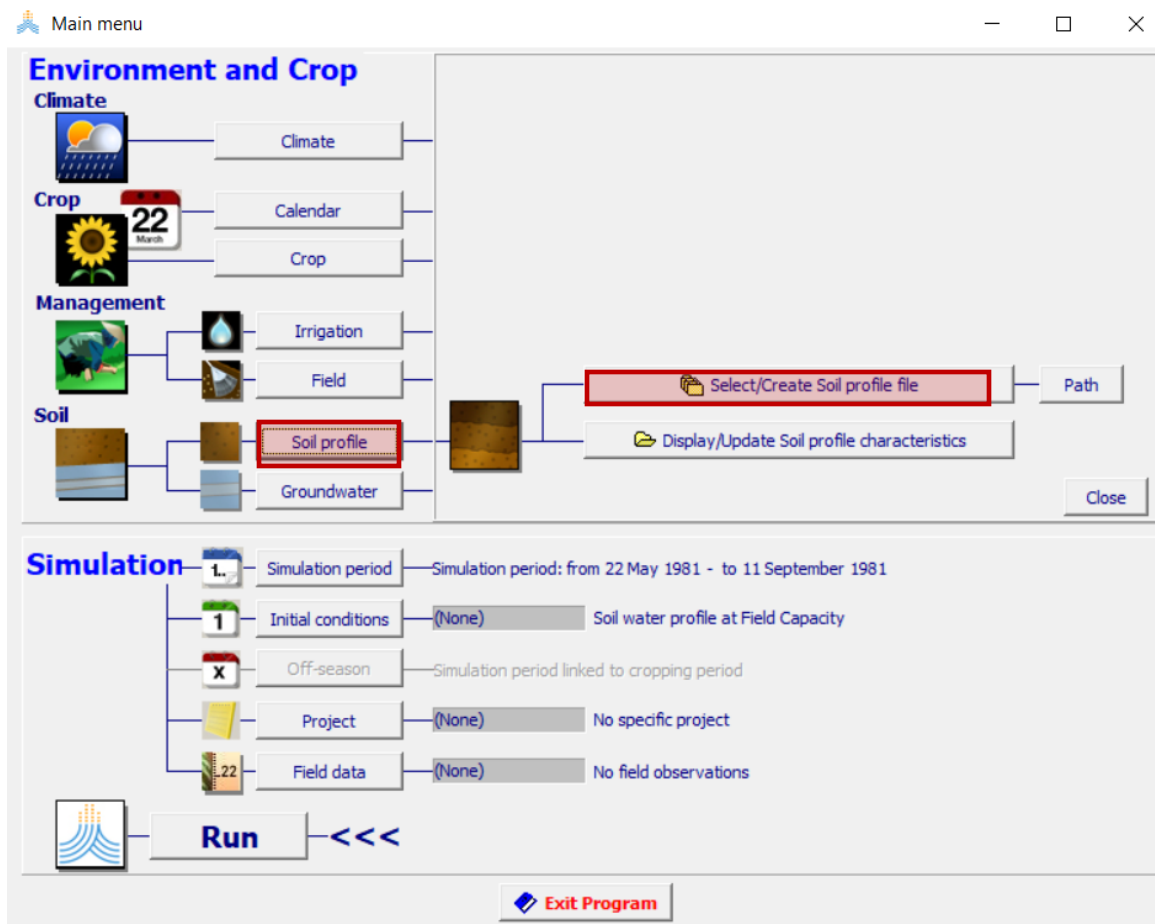 Main menu
Environment and Crop
Climate
Climate
Crop
22
March
Calendar
Crop
Management
Irrigation
Field
Select/Create Soil profile file
Path
Soil
Soil profile
Display/Update Soil profile characteristics
Groundwater
Close
Simulation
1..
Simulation period
Simulation period: from 22 May 1981 - to 11 September 1981
1
Initial conditions
(None)
Soil water profile at Field Capacity
X
Off-season
Simulation period linked to cropping period
Project
(None)
No specific project
..22
Field data
(None)
No field observations
Run
<<<
Exit Program